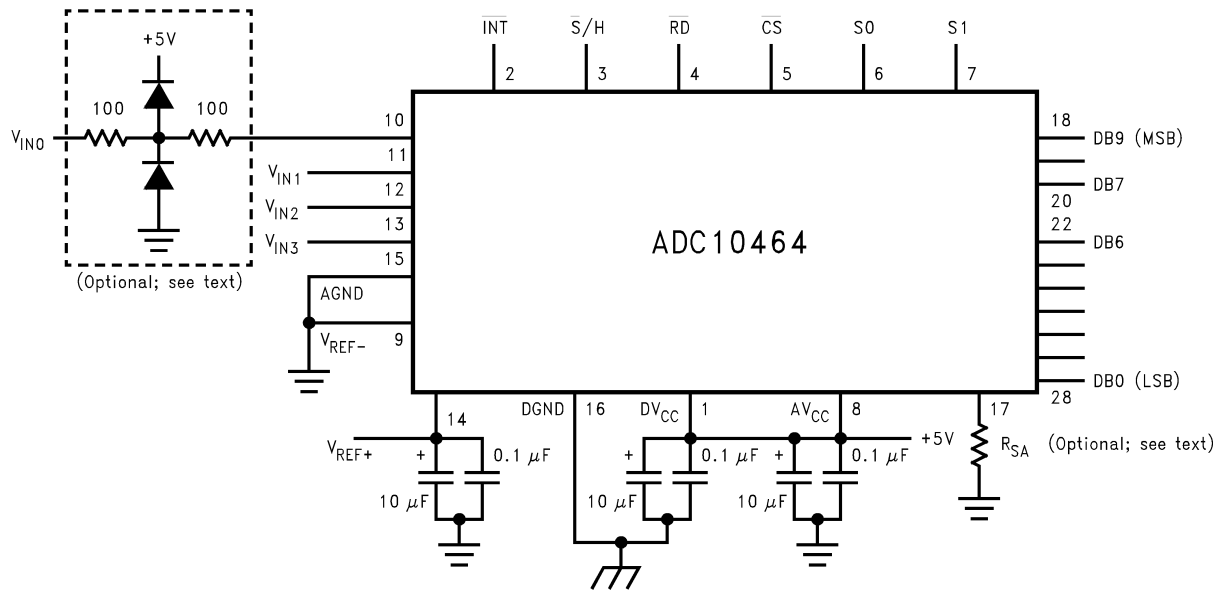 INT S/H RD CS S0 S1
+5V
2 3 4 5 6 7
100 100
10 18
V_IN0 DB9 (MSB)
11
V_IN1
DB7
12 20
V_IN2
13 22
V_IN3 DB6
ADC10464
15
(Optional; see text)
AGND
V_REF- 9
DB0 (LSB)
28
14 DGND 16 DV_CC 1 AV_CC 8 17
V_REF+ + 0.1 μF + 0.1 μF + 0.1 μF +5V R_SA (Optional; see text)
10 μF 10 μF 10 μF